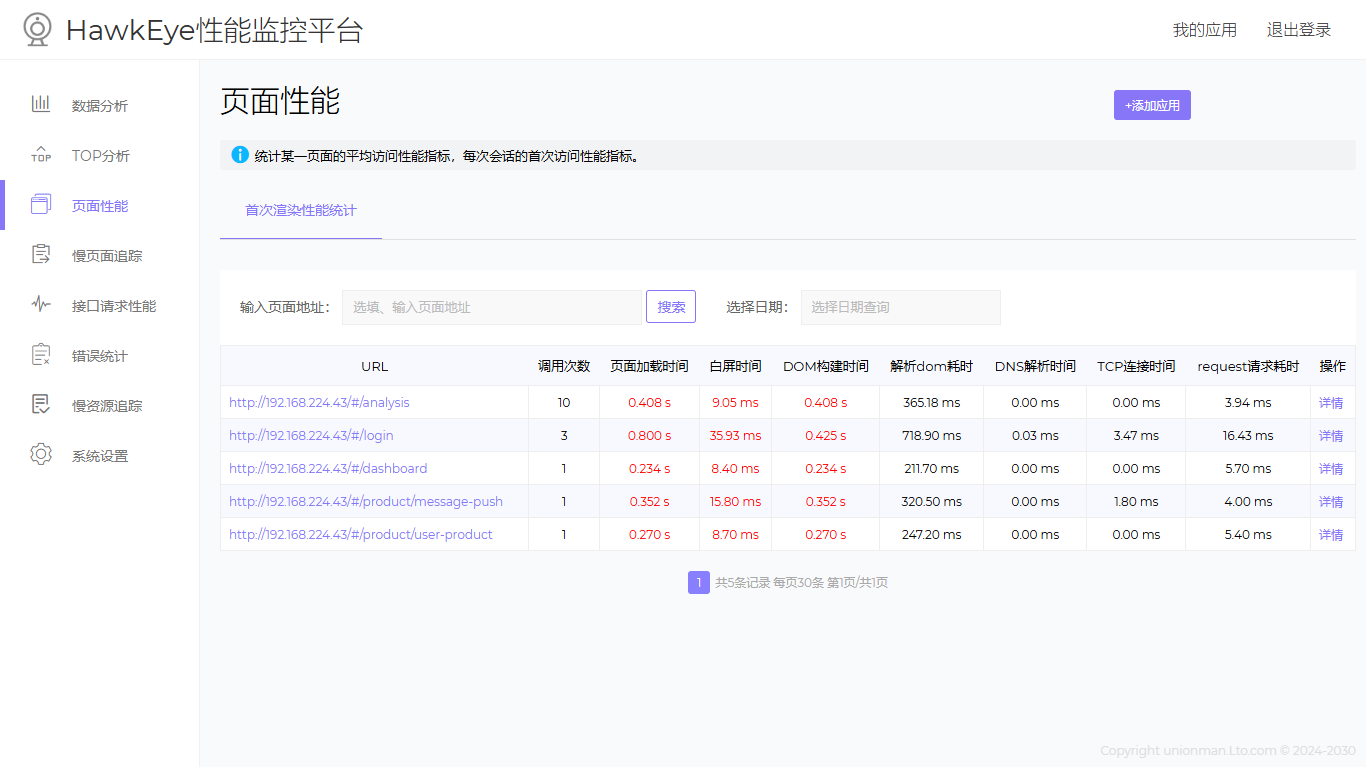 HawkEye性能监控平台
我的应用 退出登录
数据分析
TOP分析
页面性能
慢页面追踪
接口请求性能
错误统计
慢资源追踪
系统设置
页面性能
+添加应用
统计某一页面的平均访问性能指标，每次会话的首次访问性能指标。
首次渲染性能统计
输入页面地址： 选填、输入页面地址 搜索 选择日期： 选择日期查询
URL 调用次数 页面加载时间 白屏时间 DOM构建时间 解析dom耗时 DNS解析时间 TCP连接时间 request请求耗时 操作
http://192.168.224.43/#/analysis 10 0.408 s 9.05 ms 0.408 s 365.18 ms 0.00 ms 0.00 ms 3.94 ms 详情
http://192.168.224.43/#/login 3 0.800 s 35.93 ms 0.425 s 718.90 ms 0.03 ms 3.47 ms 16.43 ms 详情
http://192.168.224.43/#/dashboard 1 0.234 s 8.40 ms 0.234 s 211.70 ms 0.00 ms 0.00 ms 5.70 ms 详情
http://192.168.224.43/#/product/message-push 1 0.352 s 15.80 ms 0.352 s 320.50 ms 0.00 ms 1.80 ms 4.00 ms 详情
http://192.168.224.43/#/product/user-product 1 0.270 s 8.70 ms 0.270 s 247.20 ms 0.00 ms 0.00 ms 5.40 ms 详情
1 共5条记录 每页30条 第1页/共1页
Copyright unionman.Lto.com © 2024-2030